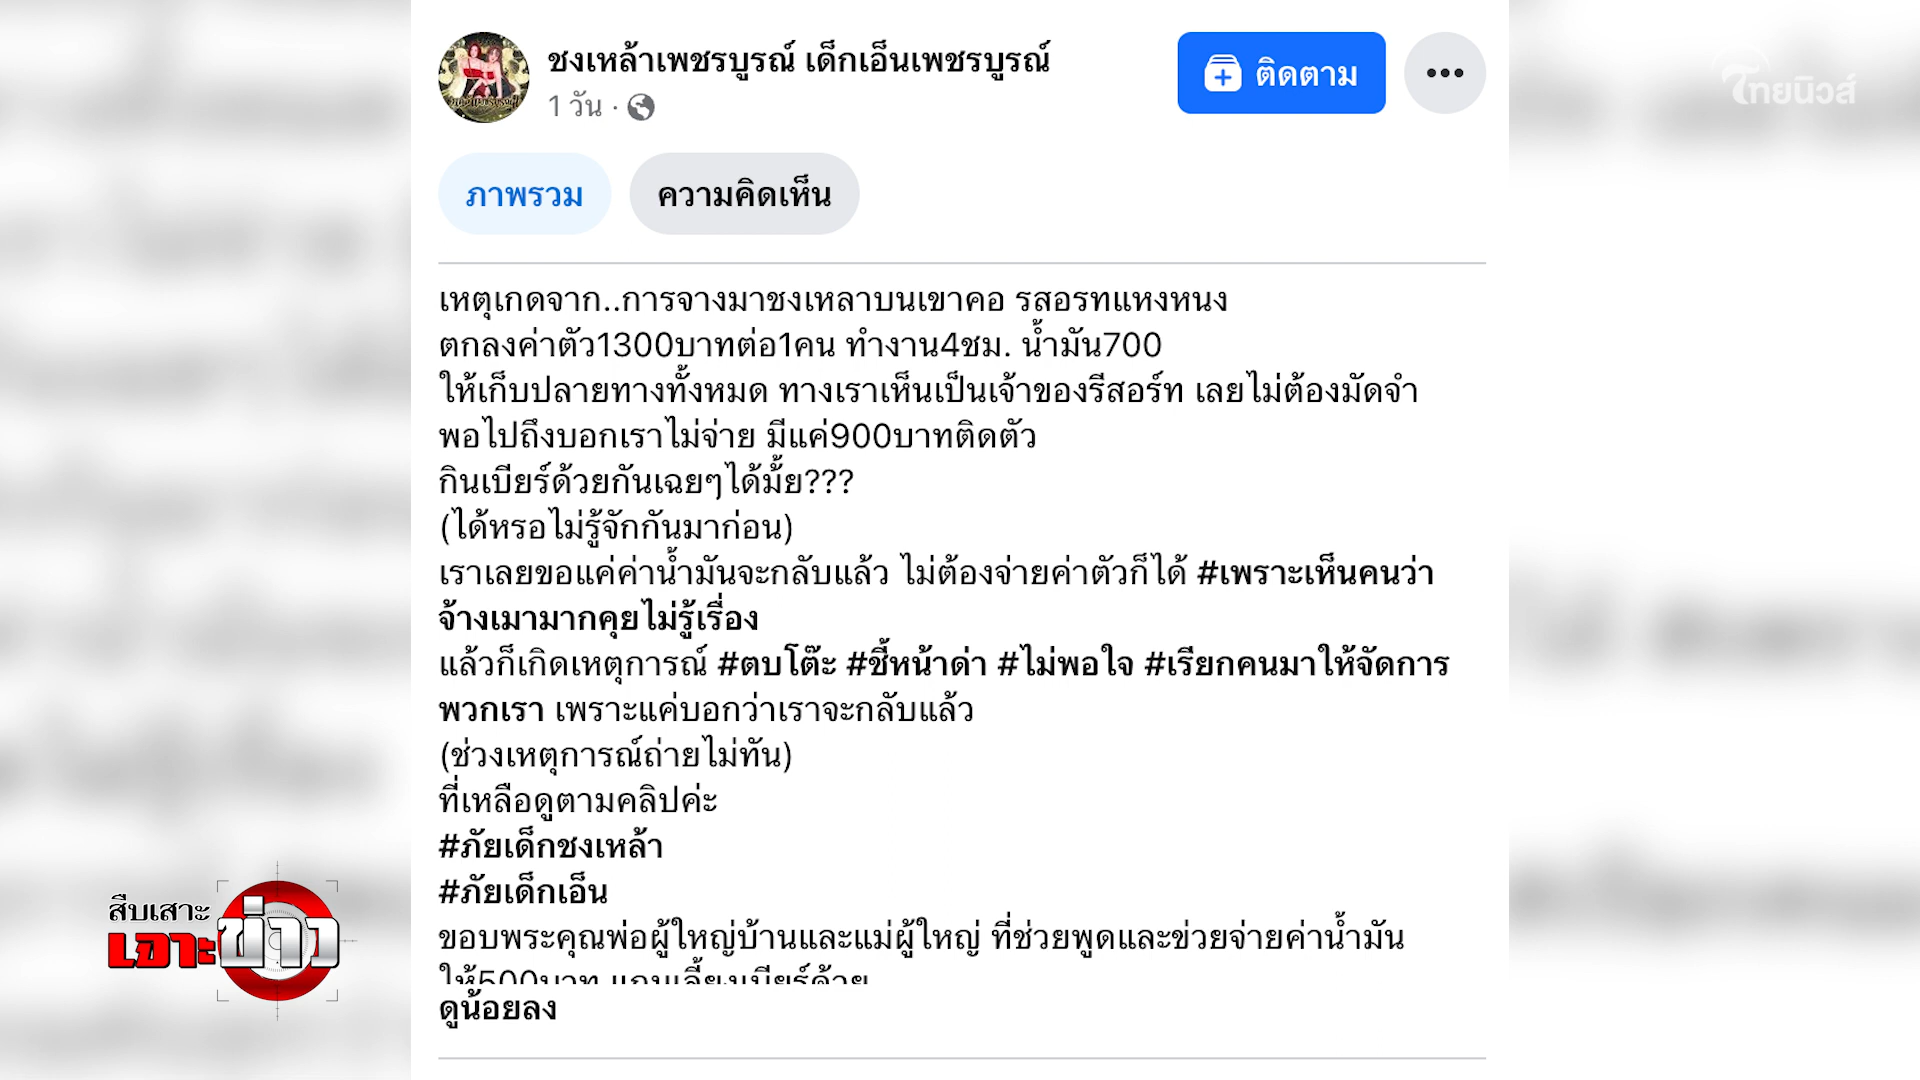 ชงเหล้าเพชรบูรณ์ เด็กเอ็นเพชรบูรณ์
1 วัน ·
ติดตาม
ไทยนิวส์
ภาพรวม
ความคิดเห็น
เหตุเกิดจาก..การจ้างมาชงเหล้าบนเขาค้อ รีสอร์ทแห่งหนึ่ง
ตกลงค่าตัว1300บาทต่อ1คน ทำงาน4ชม. น้ำมัน700
ให้เก็บปลายทางทั้งหมด ทางเราเห็นเป็นเจ้าของรีสอร์ท เลยไม่ต้องมัดจำ
พอไปถึงบอกเราไม่จ่าย มีแค่900บาทติดตัว
กินเบียร์ด้วยกันเฉยๆได้มั้ย???
(ได้หรอไม่รู้จักกันมาก่อน)
เราเลยขอแค่ค่าน้ำมันจะกลับแล้ว ไม่ต้องจ่ายค่าตัวก็ได้ #เพราะเห็นคนว่า
จ้างเมามากคุยไม่รู้เรื่อง
แล้วก็เกิดเหตุการณ์ #ตบโต๊ะ #ชี้หน้าด่า #ไม่พอใจ #เรียกคนมาให้จัดการ
พวกเรา เพราะแค่บอกว่าเราจะกลับแล้ว
(ช่วงเหตุการณ์ถ่ายไม่ทัน)
ที่เหลือดูตามคลิปค่ะ
#ภัยเด็กชงเหล้า
#ภัยเด็กเอ็น
ขอบพระคุณพ่อผู้ใหญ่บ้านและแม่ผู้ใหญ่ ที่ช่วยพูดและข่วยจ่ายค่าน้ำมัน
ให้500บาท แถมเลี้ยงเบียร์ด้วย
ดูน้อยลง
สืบเสาะ
เจาะข่าว